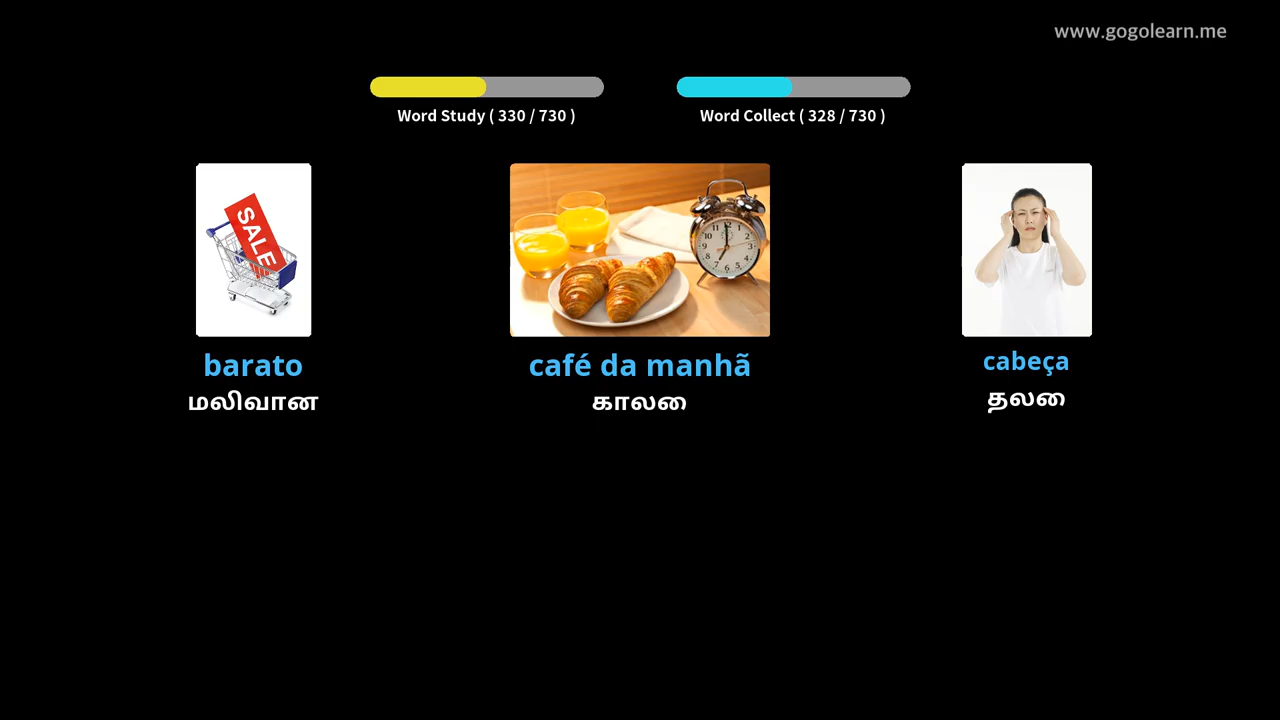 www.gogolearn.me
Word Study ( 330 / 730 )
Word Collect ( 328 / 730 )
SALE
barato
café da manhã
cabeça
மலிவான
காலை
தலை